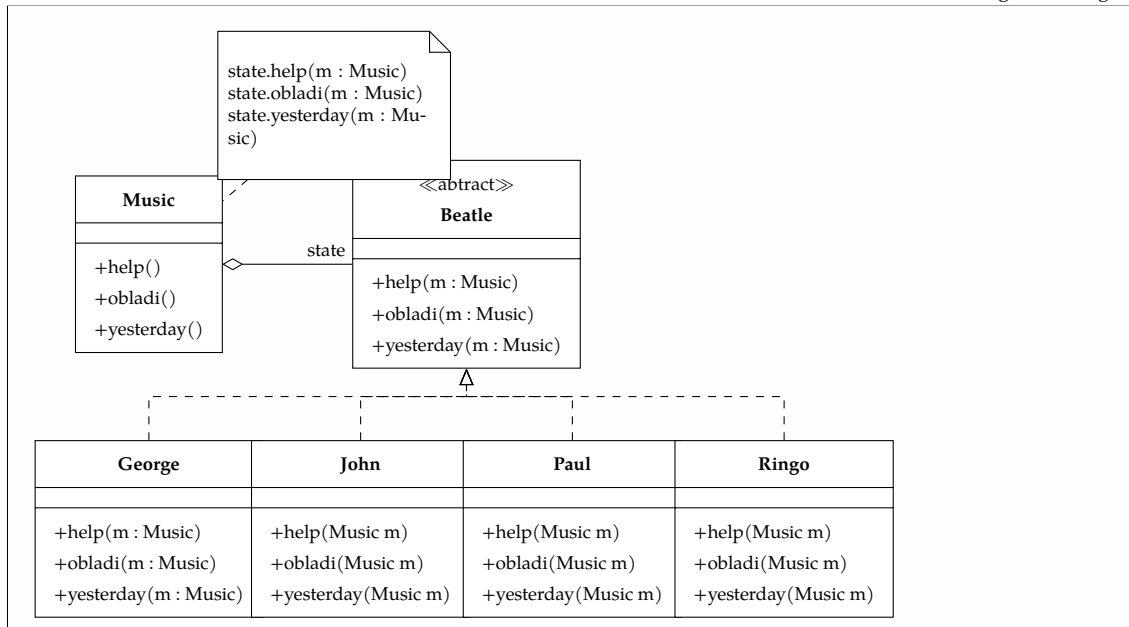 state.help(m : Music)
state.obladi(m : Music)
state.yesterday(m : Mu-
sic)
Music
+help()
+obladi()
+yesterday()
state
≪abtract≫
Beatle
+help(m : Music)
+obladi(m : Music)
+yesterday(m : Music)
George
+help(m : Music)
+obladi(m : Music)
+yesterday(m : Music)
John
+help(Music m)
+obladi(Music m)
+yesterday(Music m)
Paul
+help(Music m)
+obladi(Music m)
+yesterday(Music m)
Ringo
+help(Music m)
+obladi(Music m)
+yesterday(Music m)